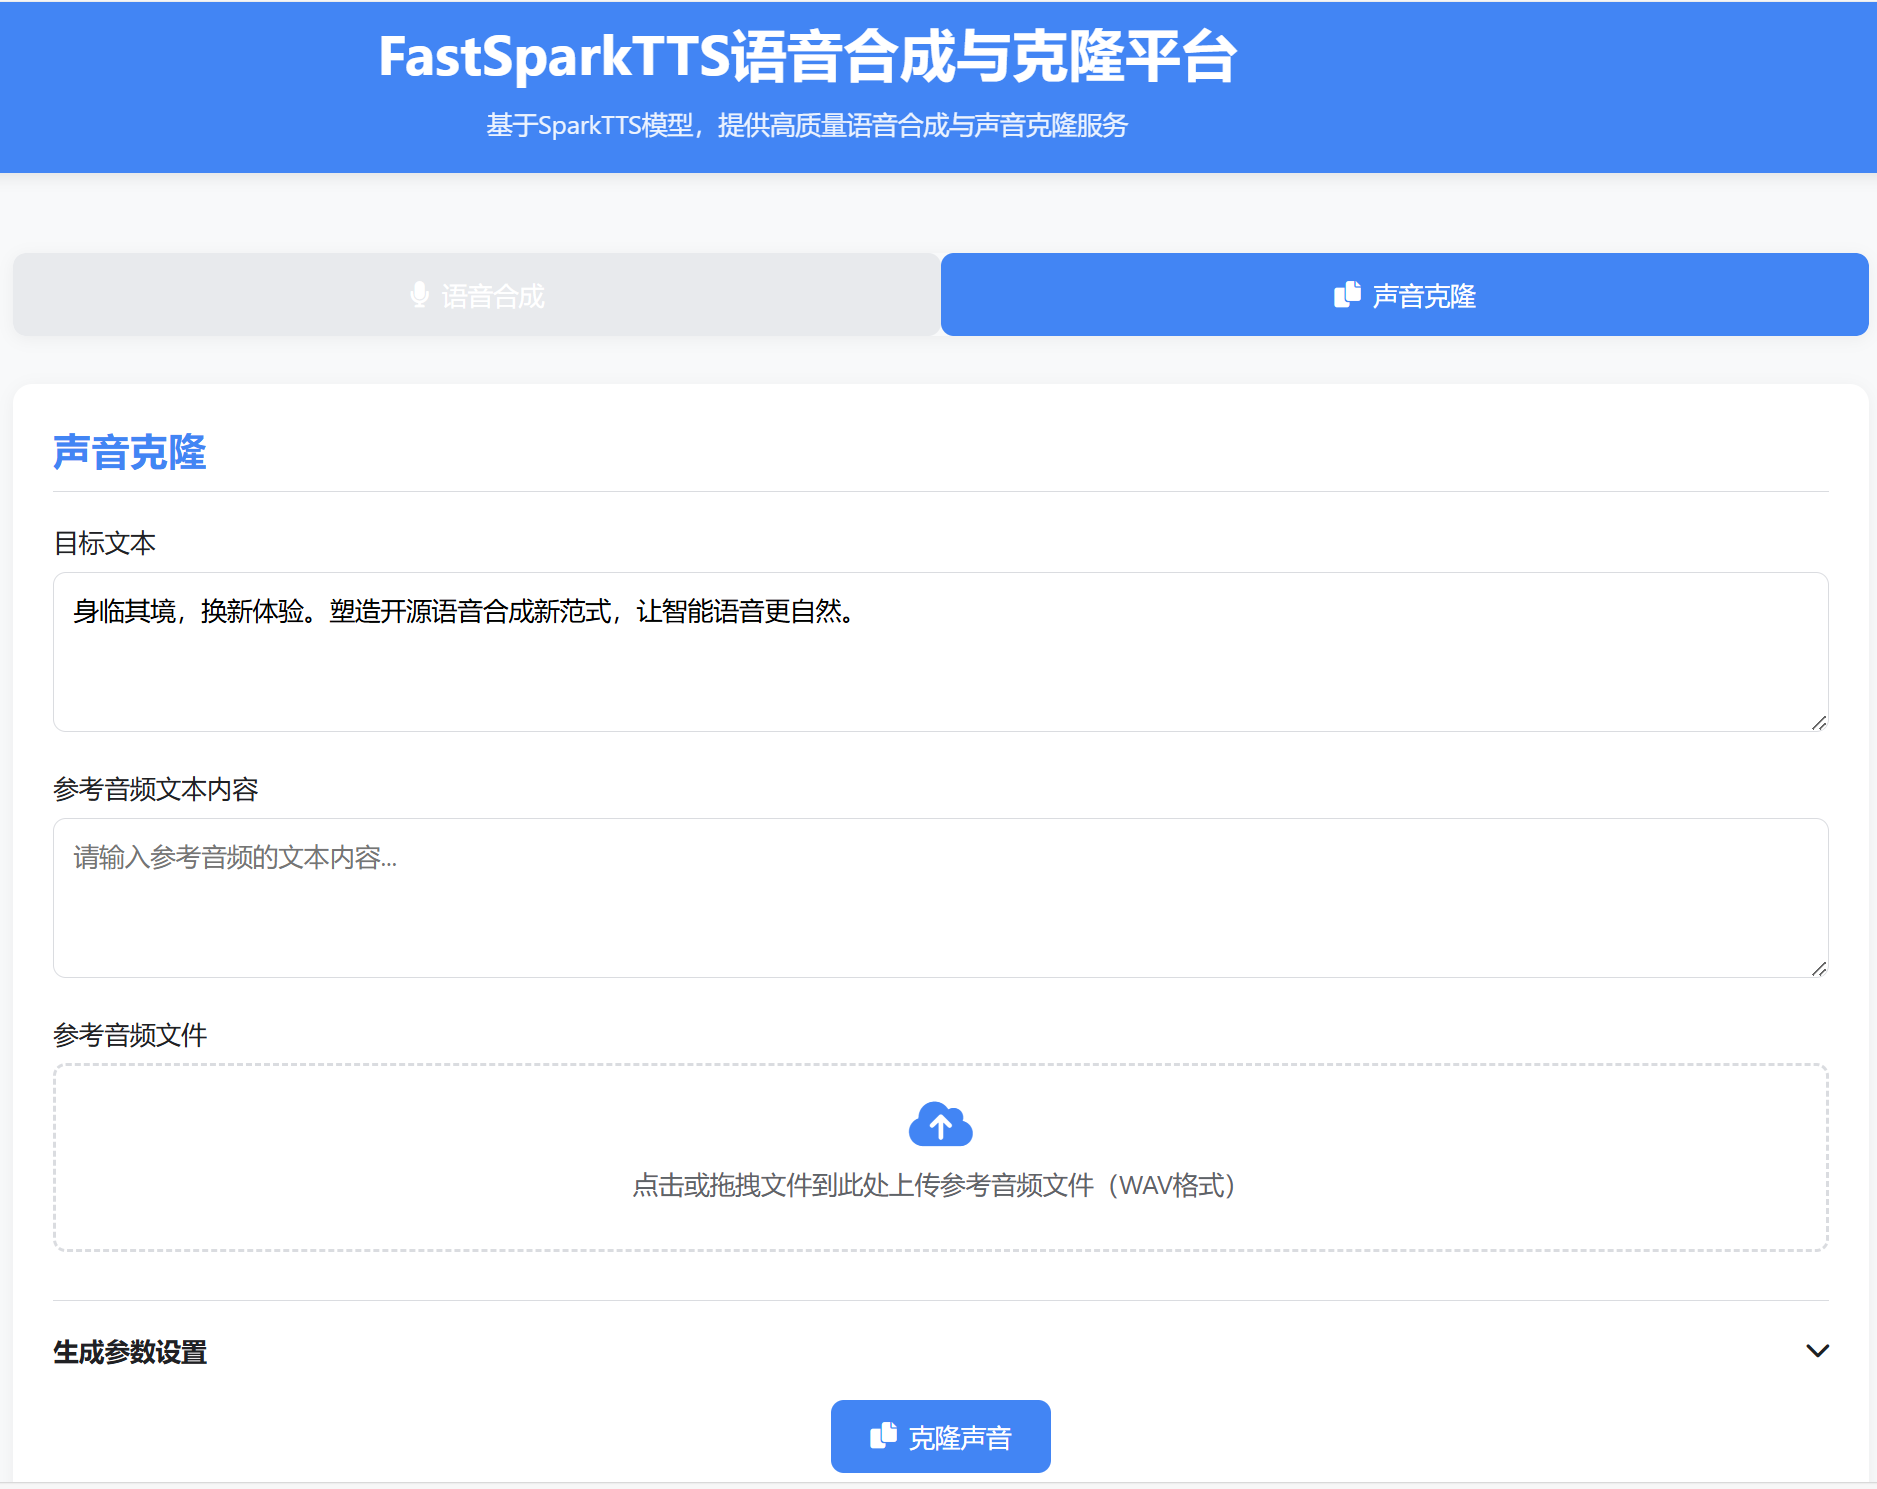 FastSparkTTS语音合成与克隆平台
基于SparkTTS模型，提供高质量语音合成与声音克隆服务
语音合成
声音克隆
声音克隆
目标文本
身临其境，换新体验。塑造开源语音合成新范式，让智能语音更自然。
参考音频文本内容
请输入参考音频的文本内容...
参考音频文件
点击或拖拽文件到此处上传参考音频文件（WAV格式）
生成参数设置
克隆声音